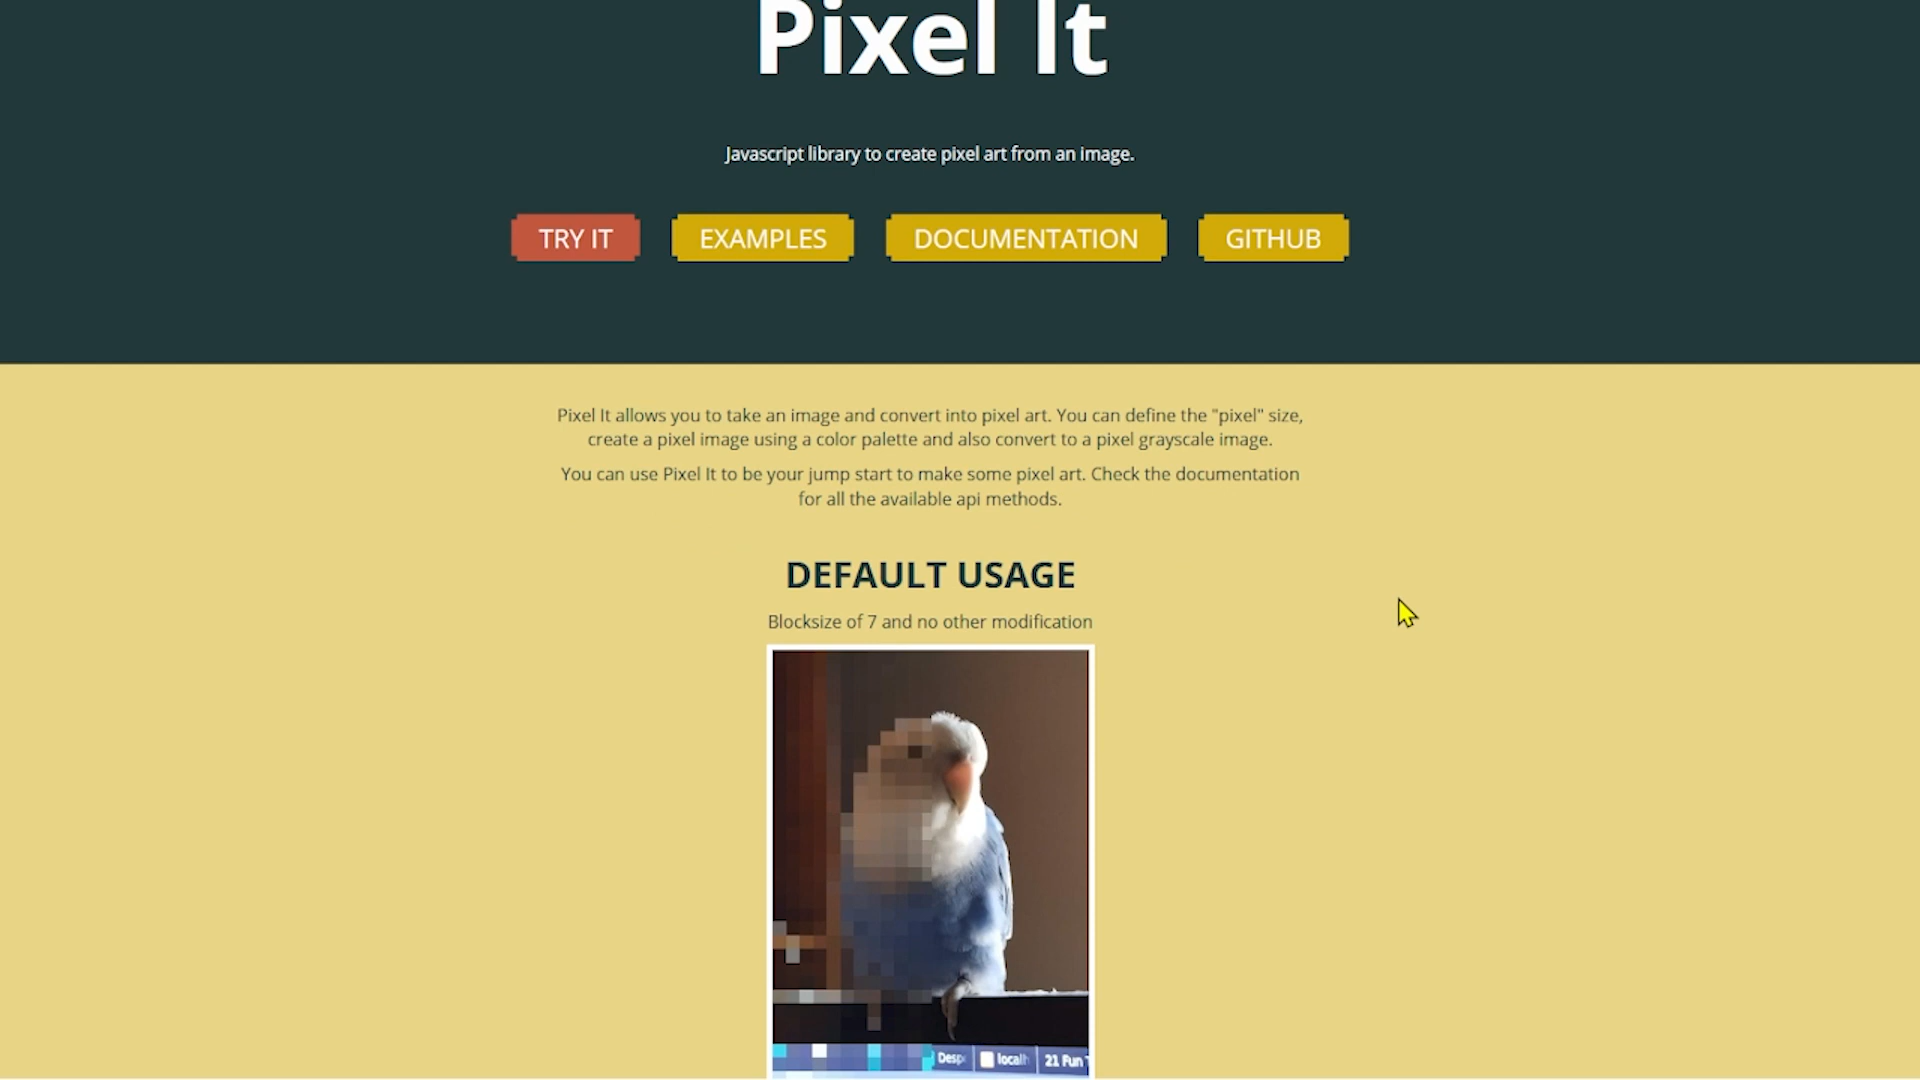 Pixel It
Javascript library to create pixel art from an image.
TRY IT
EXAMPLES
DOCUMENTATION
GITHUB
Pixel It allows you to take an image and convert into pixel art. You can define the "pixel" size,
create a pixel image using a color palette and also convert to a pixel grayscale image.
You can use Pixel It to be your jump start to make some pixel art. Check the documentation
for all the available api methods.
DEFAULT USAGE
Blocksize of 7 and no other modification
21 Fun